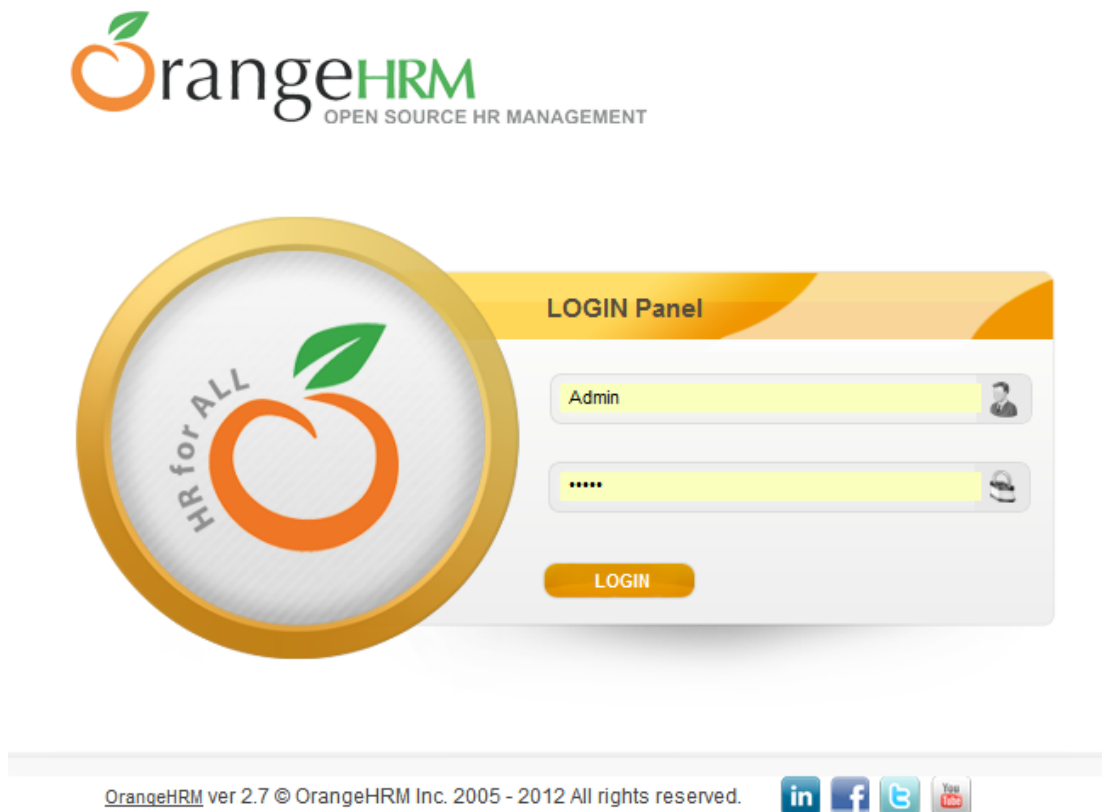 OrangeHRM
OPEN SOURCE HR MANAGEMENT
HR for ALL
LOGIN Panel
Admin
•••••
LOGIN
OrangeHRM ver 2.7 © OrangeHRM Inc. 2005 - 2012 All rights reserved.
in f t You Tube